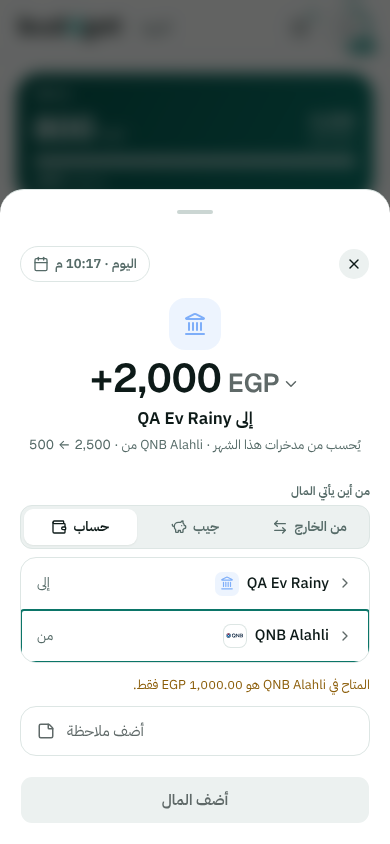 اليوم · 10:17 م
+2,000 EGP
إلى QA Ev Rainy
يُحسب من مدخرات هذا الشهر · QNB Alahli من · 2,500 ← 500
من أين يأتي المال
من الخارج
جيب
حساب
إلى
QA Ev Rainy
من
QNB QNB Alahli
المتاح في QNB Alahli هو EGP 1,000.00 فقط.
أضف ملاحظة
أضف المال